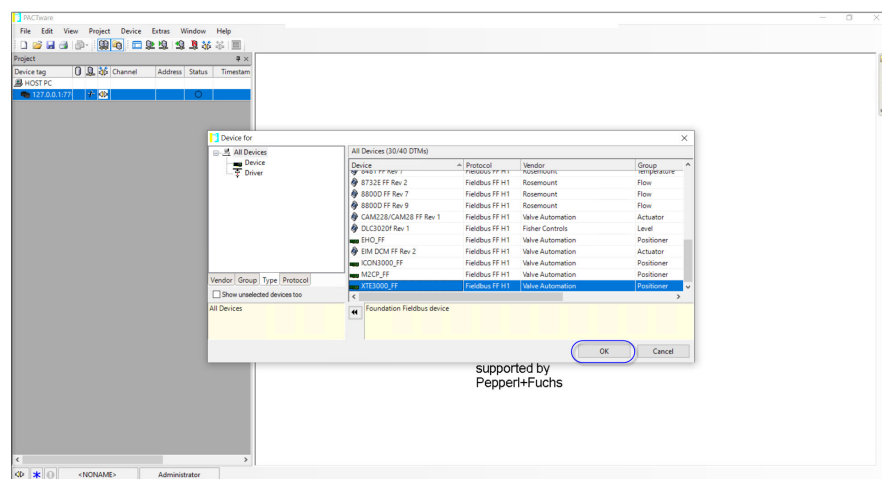 PACTware
File Edit View Project Device Extras Window Help
Project
Device tag Channel Address Status Timestam
HOST PC
127.0.0.1:77
Device for
All Devices
Device
Driver
Vendor Group Type Protocol
Show unselected devices too
All Devices
All Devices (30/40 DTMs)
Device Protocol Vendor Group
8732E FF Rev 2 Fieldbus FF H1 Rosemount Flow
8800D FF Rev 7 Fieldbus FF H1 Rosemount Flow
8800D FF Rev 9 Fieldbus FF H1 Rosemount Flow
CAM228/CAM28 FF Rev 1 Fieldbus FF H1 Valve Automation Actuator
DLC3020f Rev 1 Fieldbus FF H1 Fisher Controls Level
EHO_FF Fieldbus FF H1 Valve Automation Positioner
EIM DCM FF Rev 2 Fieldbus FF H1 Valve Automation Actuator
ICON3000_FF Fieldbus FF H1 Valve Automation Positioner
M2CP_FF Fieldbus FF H1 Valve Automation Positioner
XTE3000_FF Fieldbus FF H1 Valve Automation Positioner
Foundation Fieldbus device
OK Cancel
supported by
Pepperl+Fuchs
<NONAME> Administrator